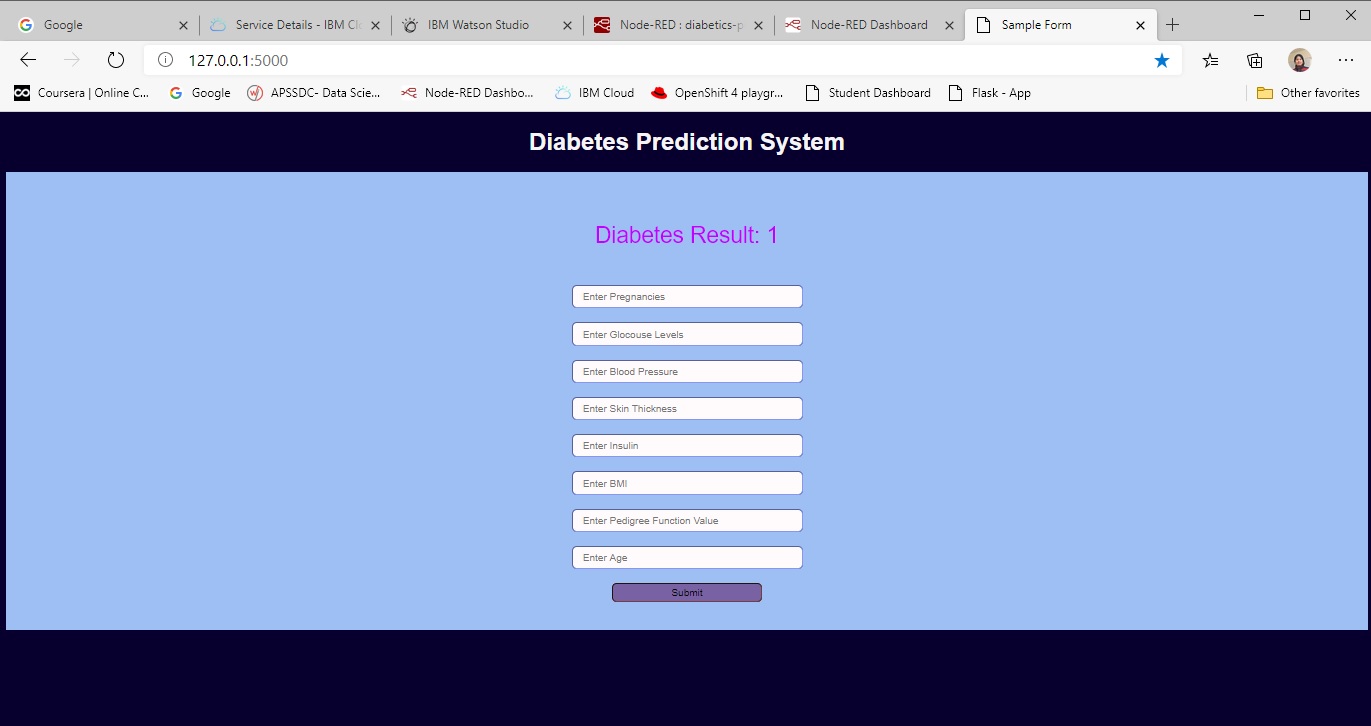 Google
Service Details - IBM Clo
IBM Watson Studio
Node-RED : diabetics-p
Node-RED Dashboard
Sample Form
127.0.0.1:5000
Coursera | Online C...
Google
APSSDC- Data Scie...
Node-RED Dashbo...
IBM Cloud
OpenShift 4 playgr...
Student Dashboard
Flask - App
Other favorites
Diabetes Prediction System
Diabetes Result: 1
Enter Pregnancies
Enter Glocouse Levels
Enter Blood Pressure
Enter Skin Thickness
Enter Insulin
Enter BMI
Enter Pedigree Function Value
Enter Age
Submit